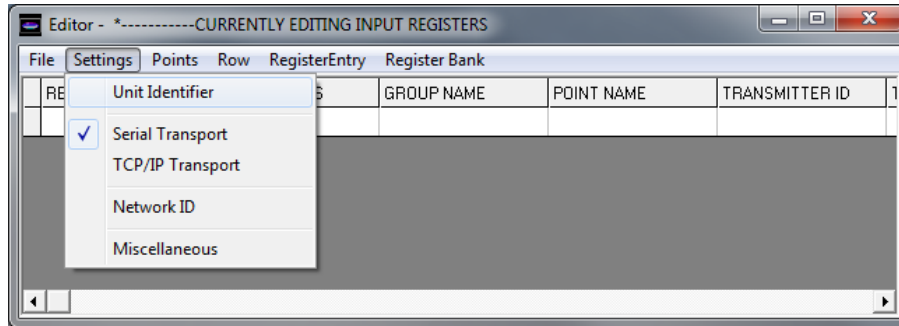 Editor - *-----------CURRENTLY EDITING INPUT REGISTERS
File Settings Points Row RegisterEntry Register Bank
GROUP NAME POINT NAME TRANSMITTER ID
Unit Identifier
Serial Transport
TCP/IP Transport
Network ID
Miscellaneous